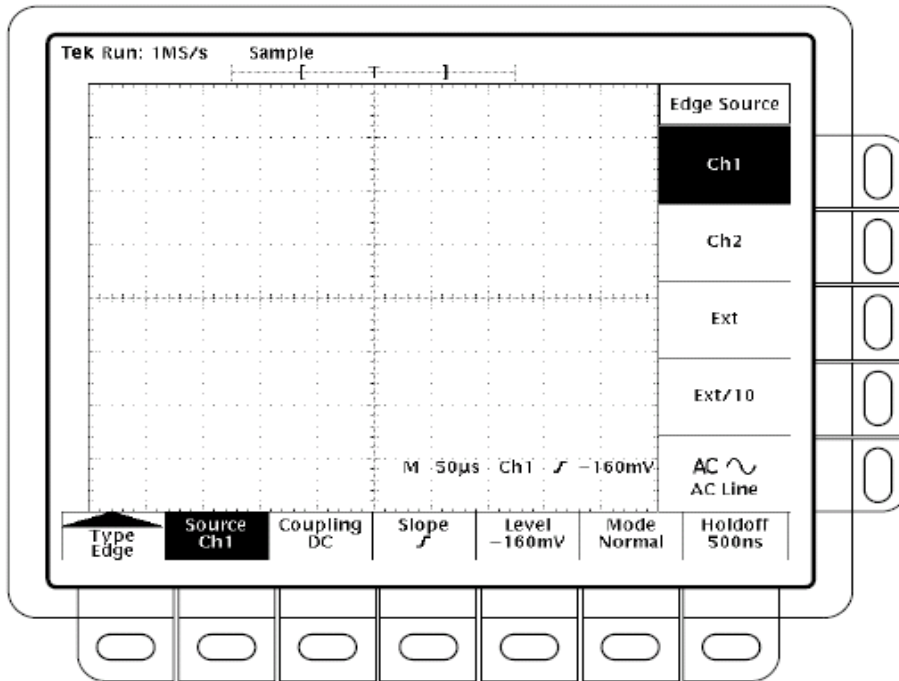 Tek Run: 1MS/s Sample
[ T ]
Edge Source
Ch1
Ch2
Ext
Ext/10
M 50µs Ch1 -160mV
AC
AC Line
Type
Edge
Source
Ch1
Coupling
DC
Slope
Level
-160mV
Mode
Normal
Holdoff
500ns